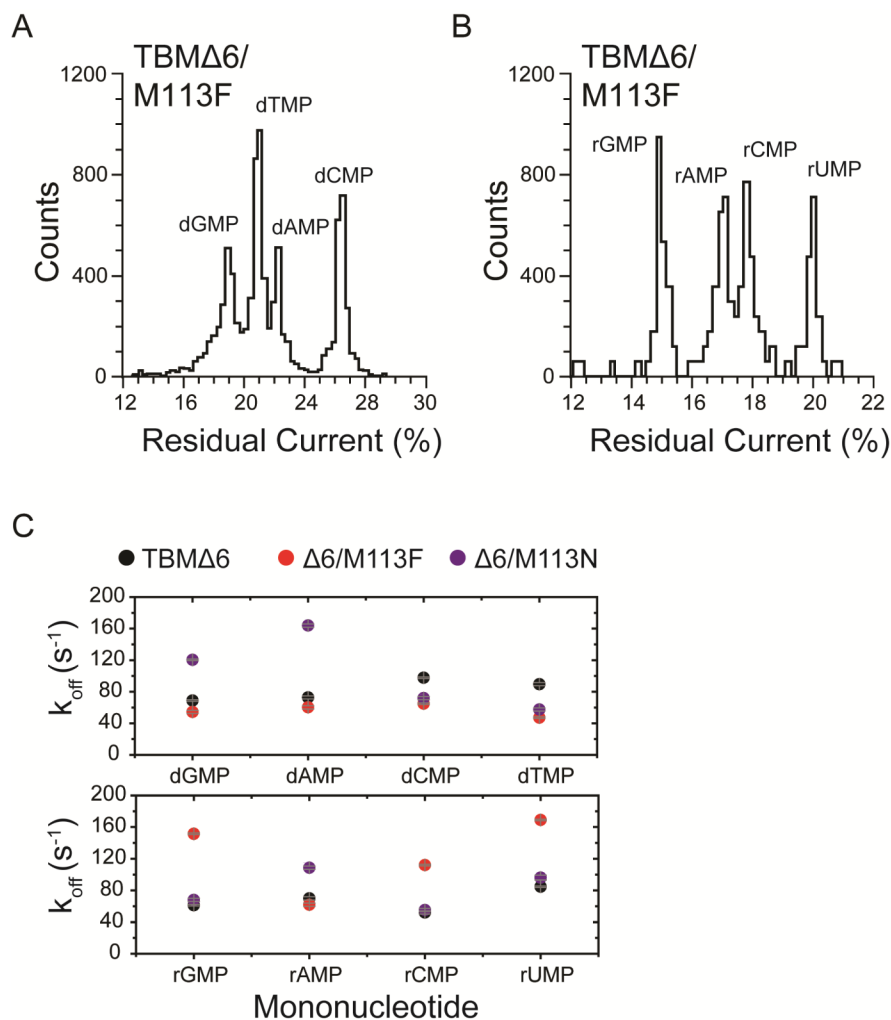 A
TBMΔ6/
M113F
dTMP
dCMP
dGMP
dAMP
1200
800
400
0
Counts
12 16 20 24 28 30
Residual Current (%)
B
TBMΔ6/
M113F
rGMP
rCMP
rAMP
rUMP
1200
800
400
0
Counts
12 14 16 18 20 22
Residual Current (%)
C
TBMΔ6 Δ6/M113F Δ6/M113N
200
160
120
80
40
0
koff (s-1)
dGMP dAMP dCMP dTMP
200
160
120
80
40
0
koff (s-1)
rGMP rAMP rCMP rUMP
Mononucleotide